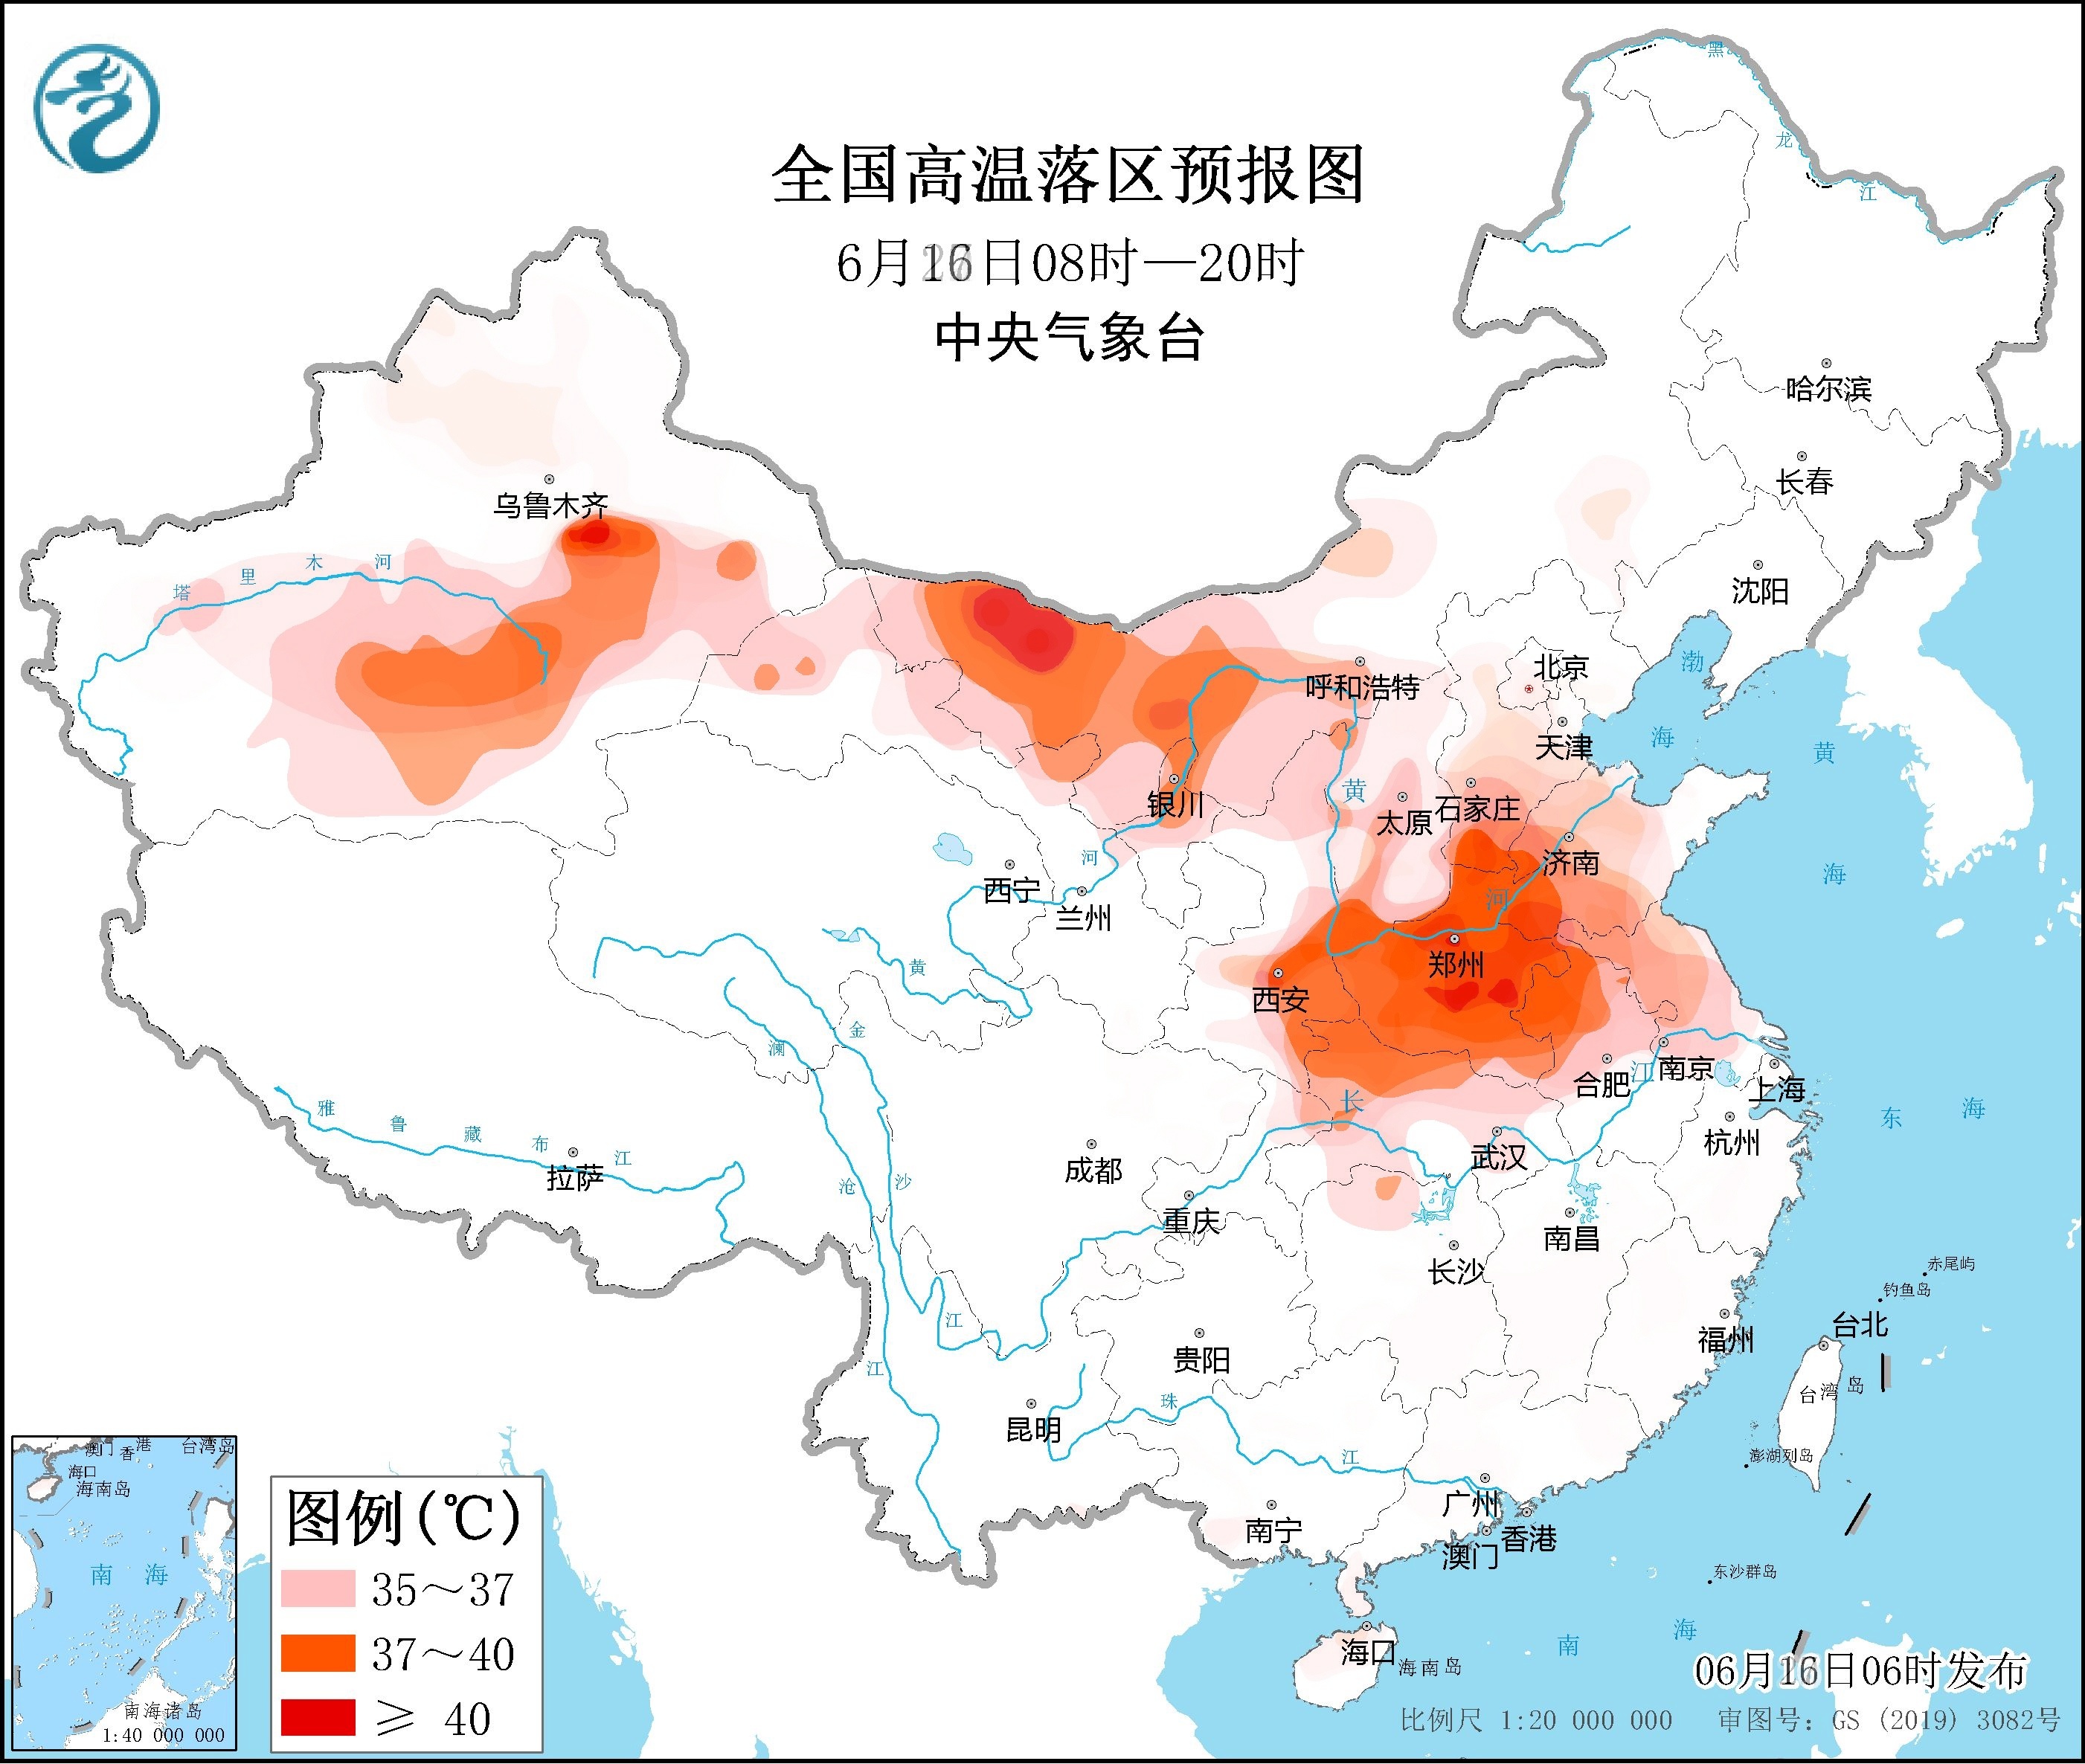 全国高温落区预报图
6月16日08时—20时
中央气象台
黑
龙
江
哈尔滨
长春
沈阳
乌鲁木齐
塔 里 木 河
呼和浩特
北京
天津
渤
海
黄
海
银川
黄
太原
石家庄
济南
河
西宁
兰州
河
郑州
西安
黄
金
澜
合肥
江
南京
上海
长
东 海
雅 鲁 藏 布 江
拉萨
沧
沙
成都
武汉
杭州
重庆
南昌
长沙
赤尾屿
钓鱼岛
台北
福州
江
江
贵阳
台湾岛
昆明
珠
江
澎湖列岛
广州
香港
澳门
南宁
东沙群岛
海口
海南岛
南 海
澳门 香港 台湾岛
海口
海南岛
南 海
南海诸岛
1:40 000 000
图例(℃)
35～37
37～40
≥ 40
06月16日06时发布
比例尺 1:20 000 000 审图号: GS (2019) 3082号